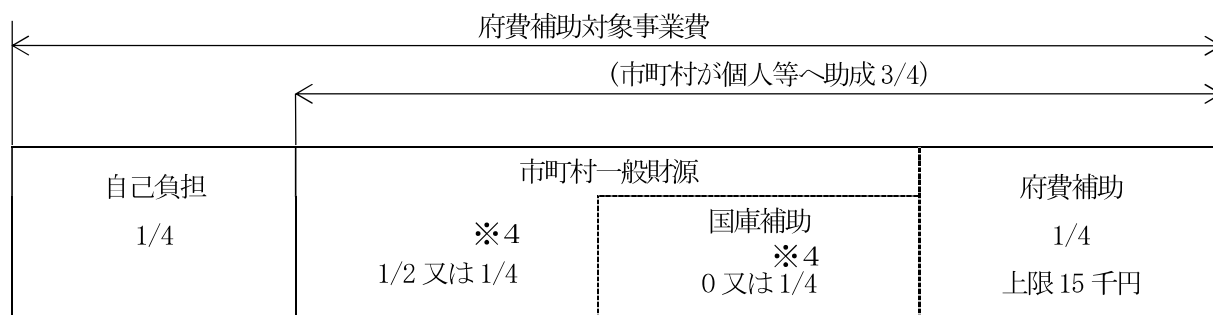 府費補助対象事業費
(市町村が個人等へ助成 3/4)
自己負担
1/4
市町村一般財源
※4
1/2 又は 1/4
国庫補助
※4
0 又は 1/4
府費補助
1/4
上限 15 千円